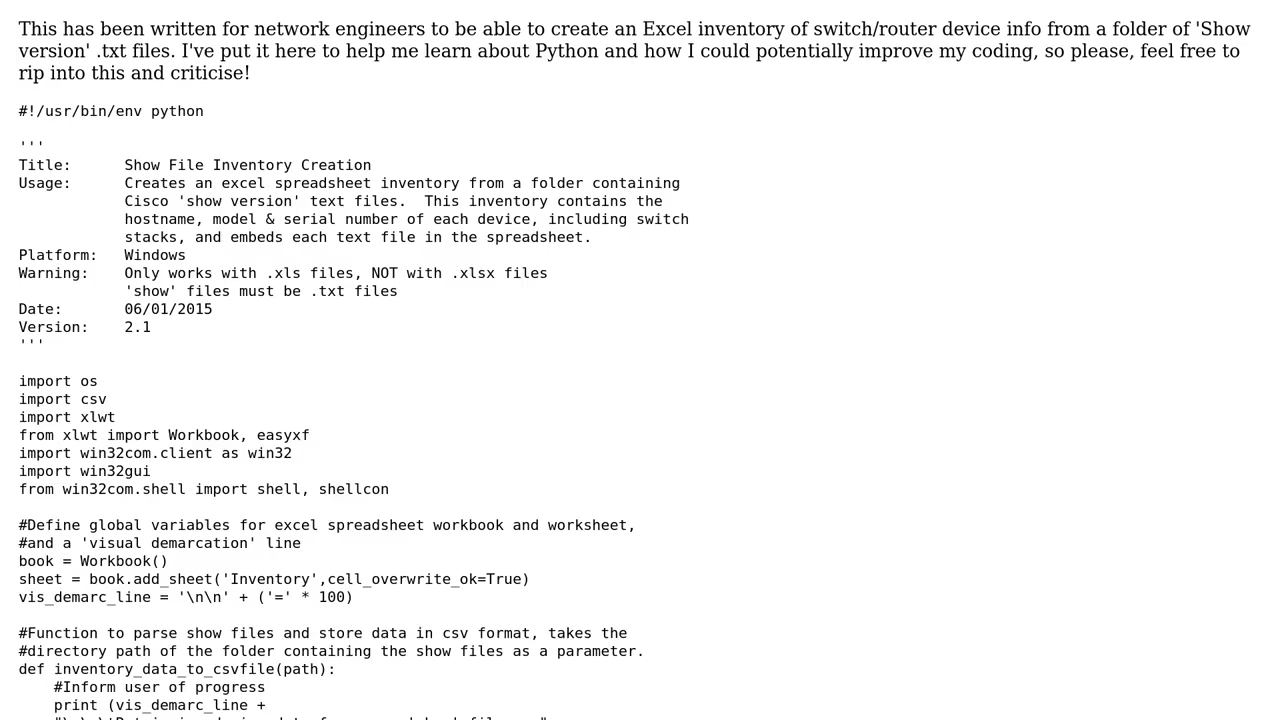 This has been written for network engineers to be able to create an Excel inventory of switch/router device info from a folder of 'Show
version' .txt files. I've put it here to help me learn about Python and how I could potentially improve my coding, so please, feel free to
rip into this and criticise!
#!/usr/bin/env python
'''
Title:      Show File Inventory Creation
Usage:      Creates an excel spreadsheet inventory from a folder containing
            Cisco 'show version' text files.  This inventory contains the
            hostname, model & serial number of each device, including switch
            stacks, and embeds each text file in the spreadsheet.
Platform:   Windows
Warning:    Only works with .xls files, NOT with .xlsx files
            'show' files must be .txt files
Date:       06/01/2015
Version:    2.1
'''
import os
import csv
import xlwt
from xlwt import Workbook, easyxf
import win32com.client as win32
import win32gui
from win32com.shell import shell, shellcon
#Define global variables for excel spreadsheet workbook and worksheet,
#and a 'visual demarcation' line
book = Workbook()
sheet = book.add_sheet('Inventory',cell_overwrite_ok=True)
vis_demarc_line = '\n\n' + ('=' * 100)
#Function to parse show files and store data in csv format, takes the
#directory path of the folder containing the show files as a parameter.
def inventory_data_to_csvfile(path):
    #Inform user of progress
    print (vis_demarc_line +